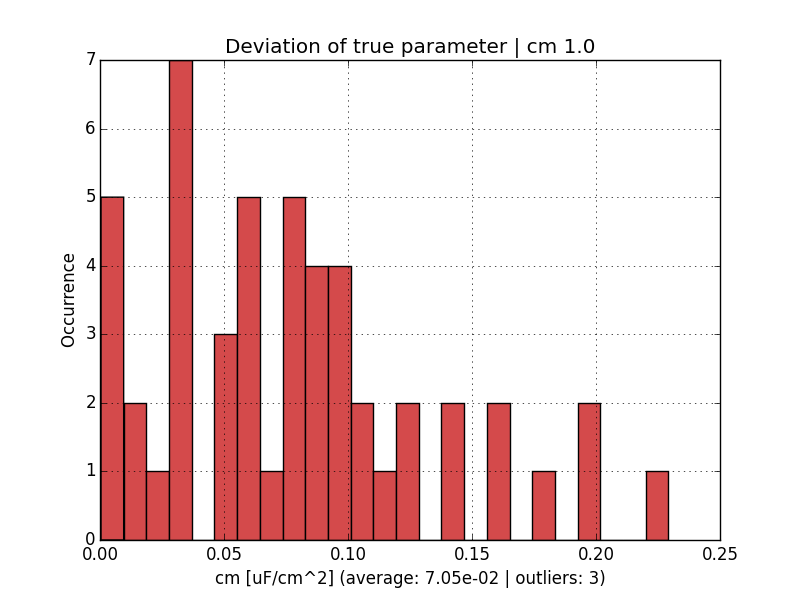 Deviation of true parameter | cm 1.0
7
6
5
4
3
2
1
0
Occurrence
0.00 0.05 0.10 0.15 0.20 0.25
cm [uF/cm^2] (average: 7.05e-02 | outliers: 3)